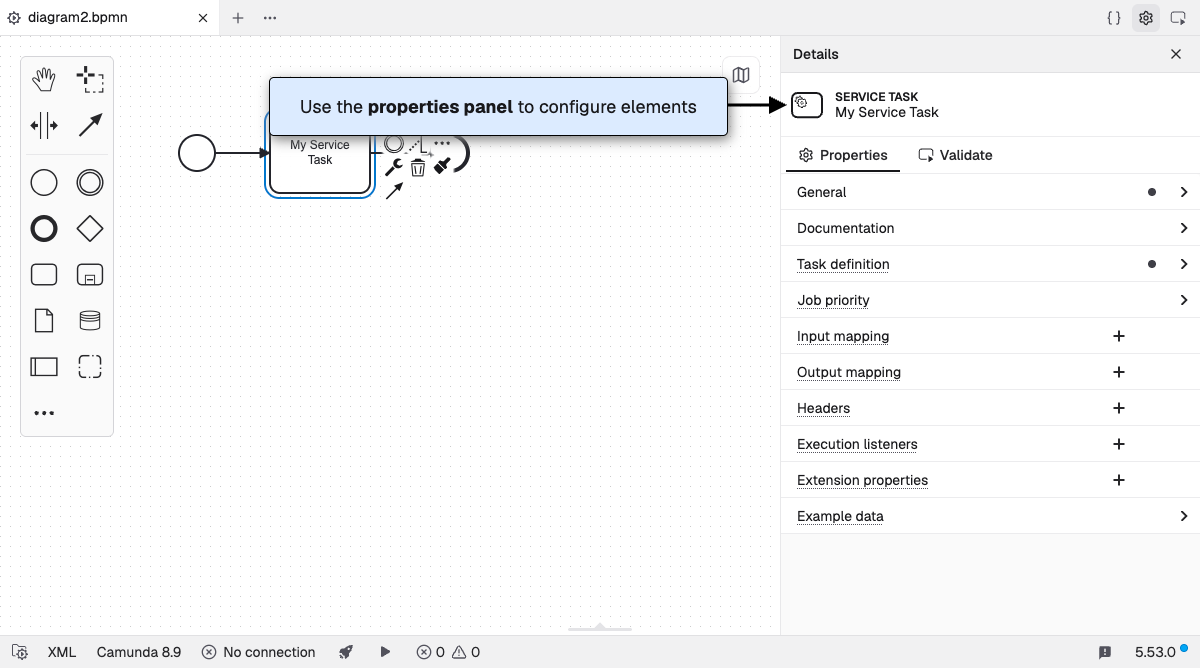 diagram2.bpmn
Details
Use the properties panel to configure elements
SERVICE TASK
My Service Task
My Service
Task
Properties
Validate
General
Documentation
Task definition
Job priority
Input mapping
Output mapping
Headers
Execution listeners
Extension properties
Example data
XML
Camunda 8.9
No connection
0
0
5.53.0